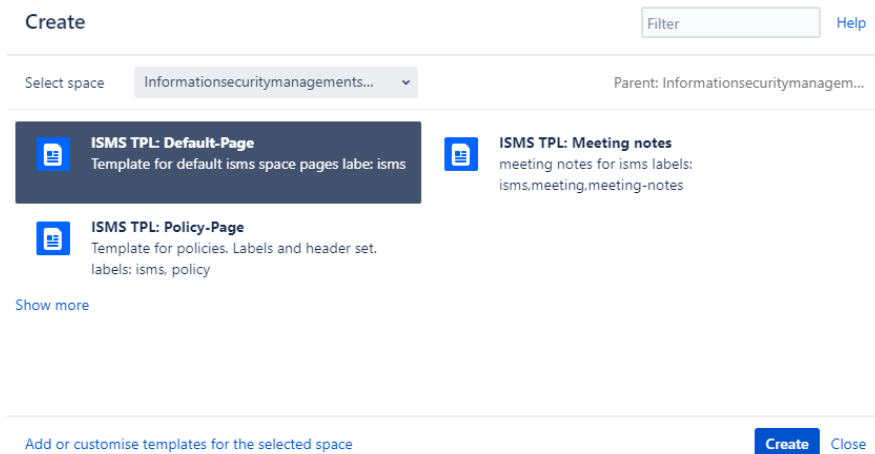 Create
Filter
Help
Select space
Informationsecuritymanagements...
Parent: Informationsecuritymanagem...
ISMS TPL: Default-Page
Template for default isms space pages labe: isms
ISMS TPL: Meeting notes
meeting notes for isms labels:
isms,meeting,meeting-notes
ISMS TPL: Policy-Page
Template for policies. Labels and header set.
labels: isms, policy
Show more
Add or customise templates for the selected space
Create
Close